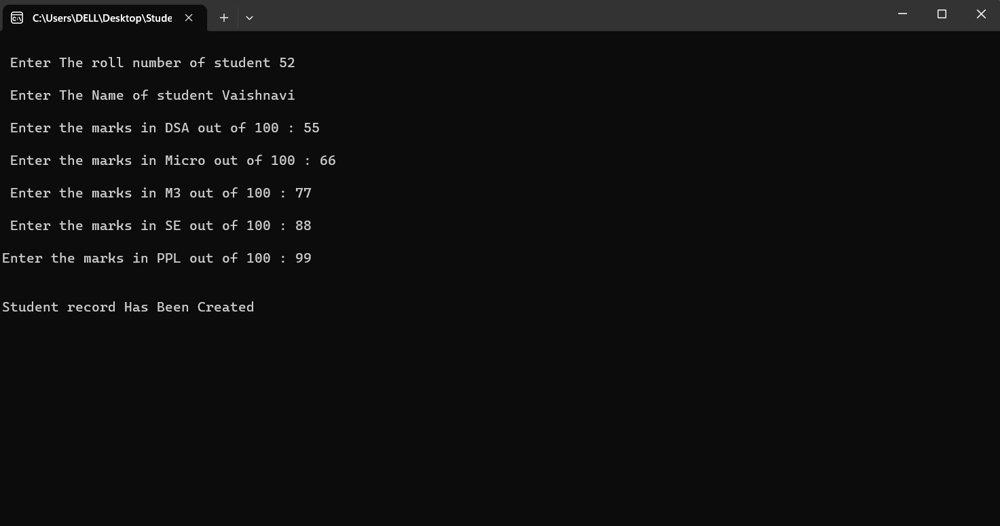 C:\Users\DELL\Desktop\Stude
Enter The roll number of student 52
Enter The Name of student Vaishnavi
Enter the marks in DSA out of 100 : 55
Enter the marks in Micro out of 100 : 66
Enter the marks in M3 out of 100 : 77
Enter the marks in SE out of 100 : 88
Enter the marks in PPL out of 100 : 99
Student record Has Been Created